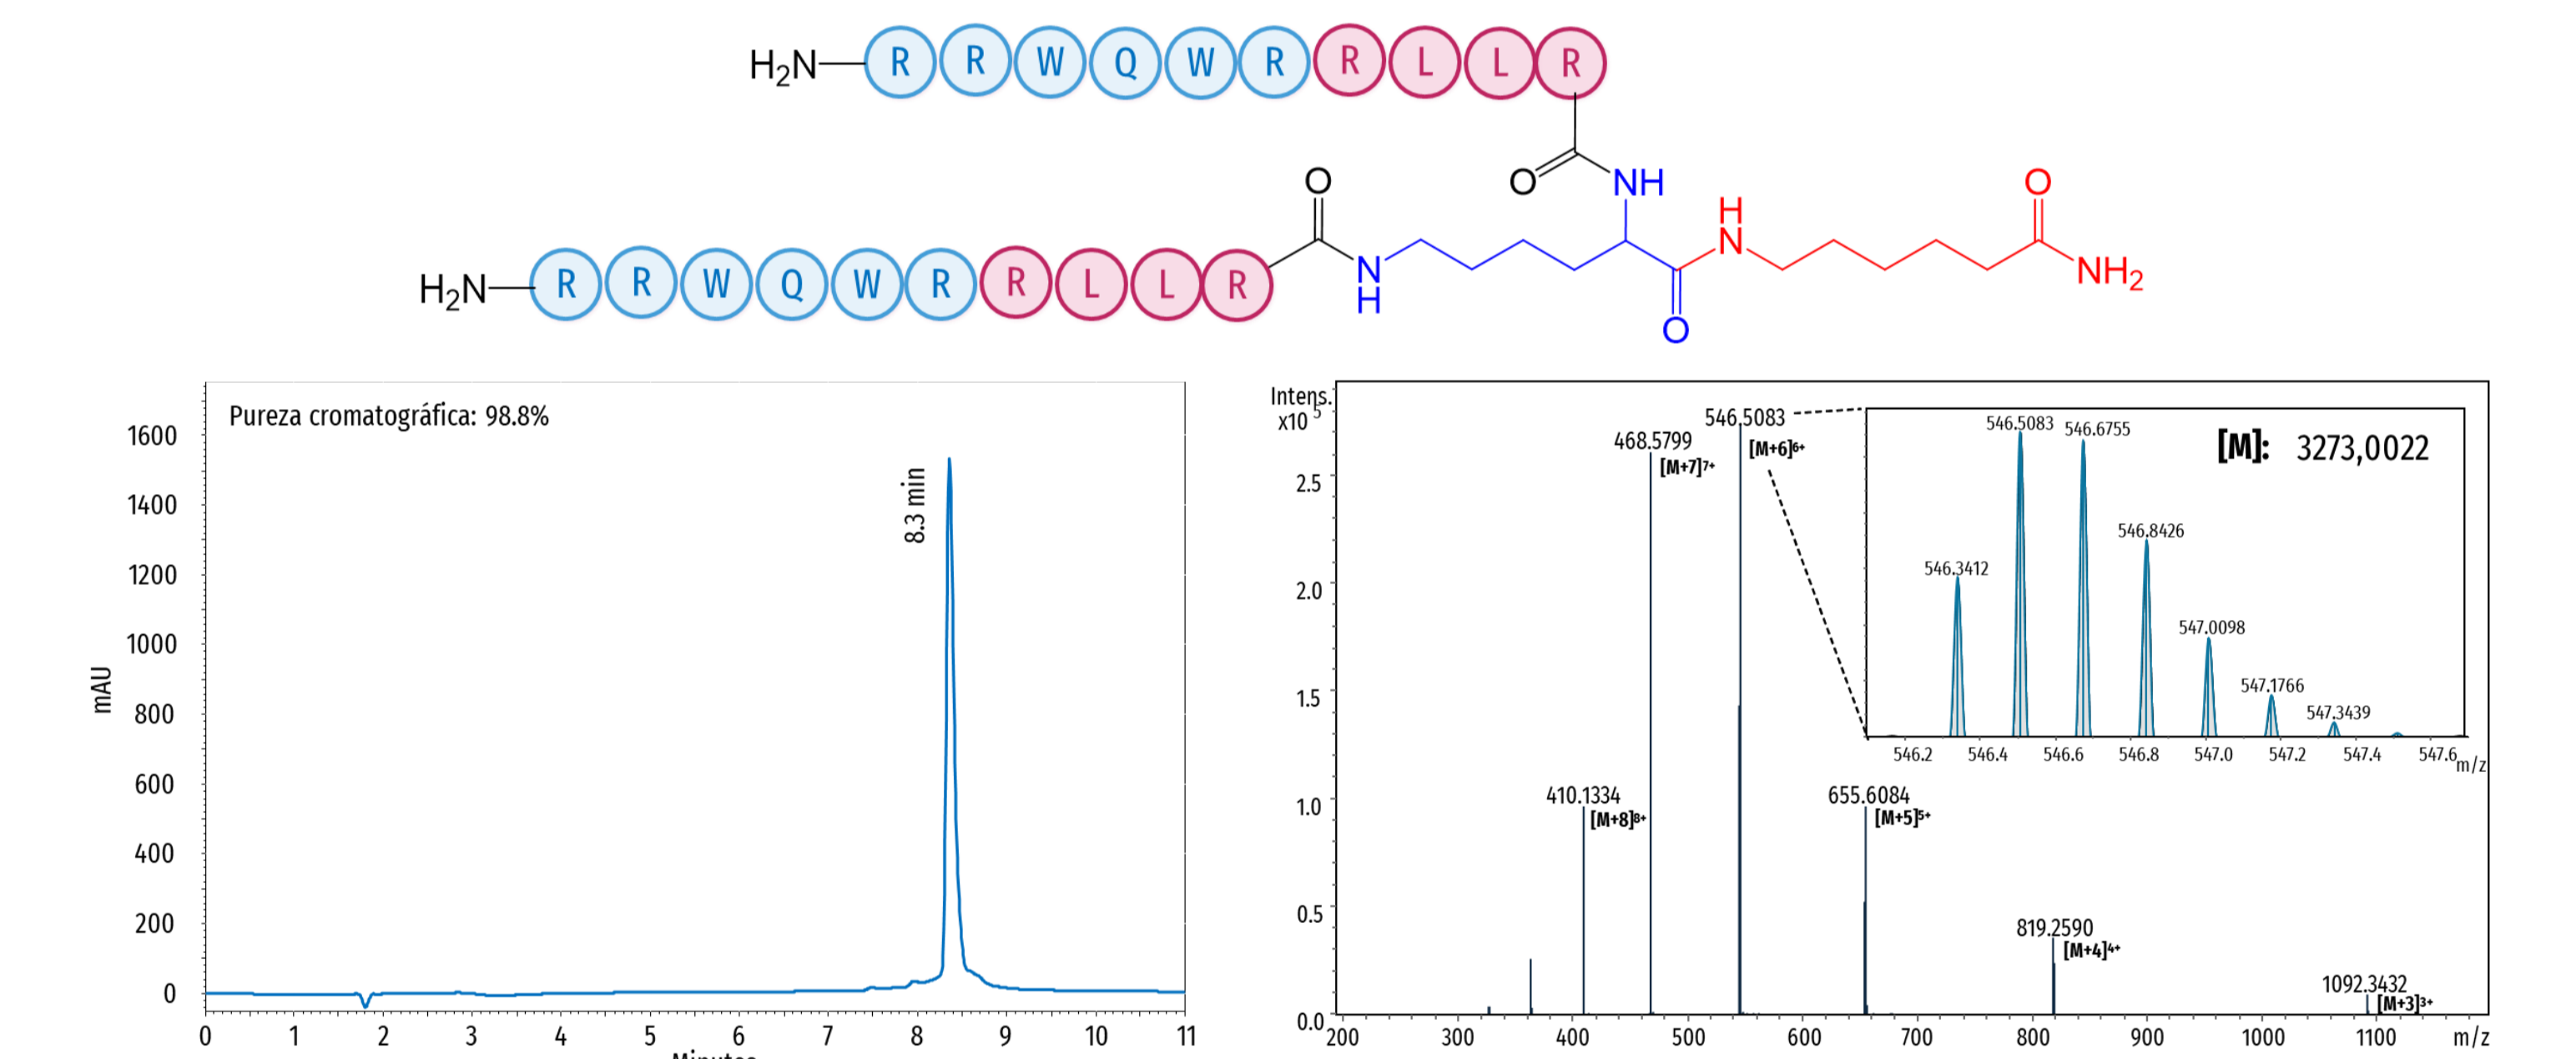 H2N R R W Q W R R L L R
O NH
O H O
N
H2N R R W Q W R R L L R N NH2
H
O
Pureza cromatográfica: 98.8%
8.3 min
mAU
1600
1400
1200
1000
800
600
400
200
0
0 1 2 3 4 5 6 7 8 9 10 11
Minutes
Intens.
x10 5
2.5
2.0
1.5
1.0
0.5
0.0
546.5083
[M+6]6+
468.5799
[M+7]7+
410.1334
[M+8]8+
655.6084
[M+5]5+
819.2590
[M+4]4+
1092.3432
[M+3]3+
200 300 400 500 600 700 800 900 1000 1100 m/z
[M]: 3273,0022
546.3412
546.5083
546.6755
546.8426
547.0098
547.1766
547.3439
546.2 546.4 546.6 546.8 547.0 547.2 547.4 547.6 m/z